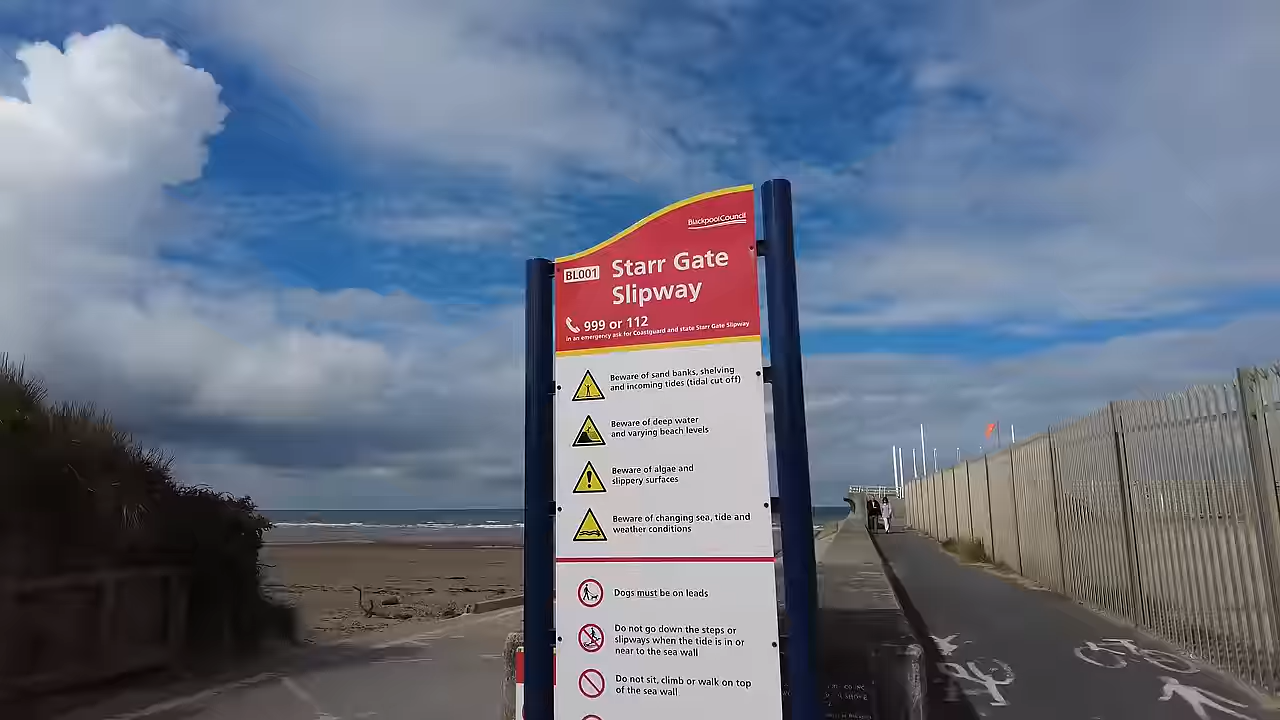 BlackpoolCouncil
BL001
Starr Gate
Slipway
999 or 112
In an emergency ask for Coastguard and state Starr Gate Slipway
Beware of sand banks, shelving
and incoming tides (tidal cut off)
Beware of deep water
and varying beach levels
Beware of algae and
slippery surfaces
Beware of changing sea, tide and
weather conditions
Dogs must be on leads
Do not go down the steps or
slipways when the tide is in or
near to the sea wall
Do not sit, climb or walk on top
of the sea wall